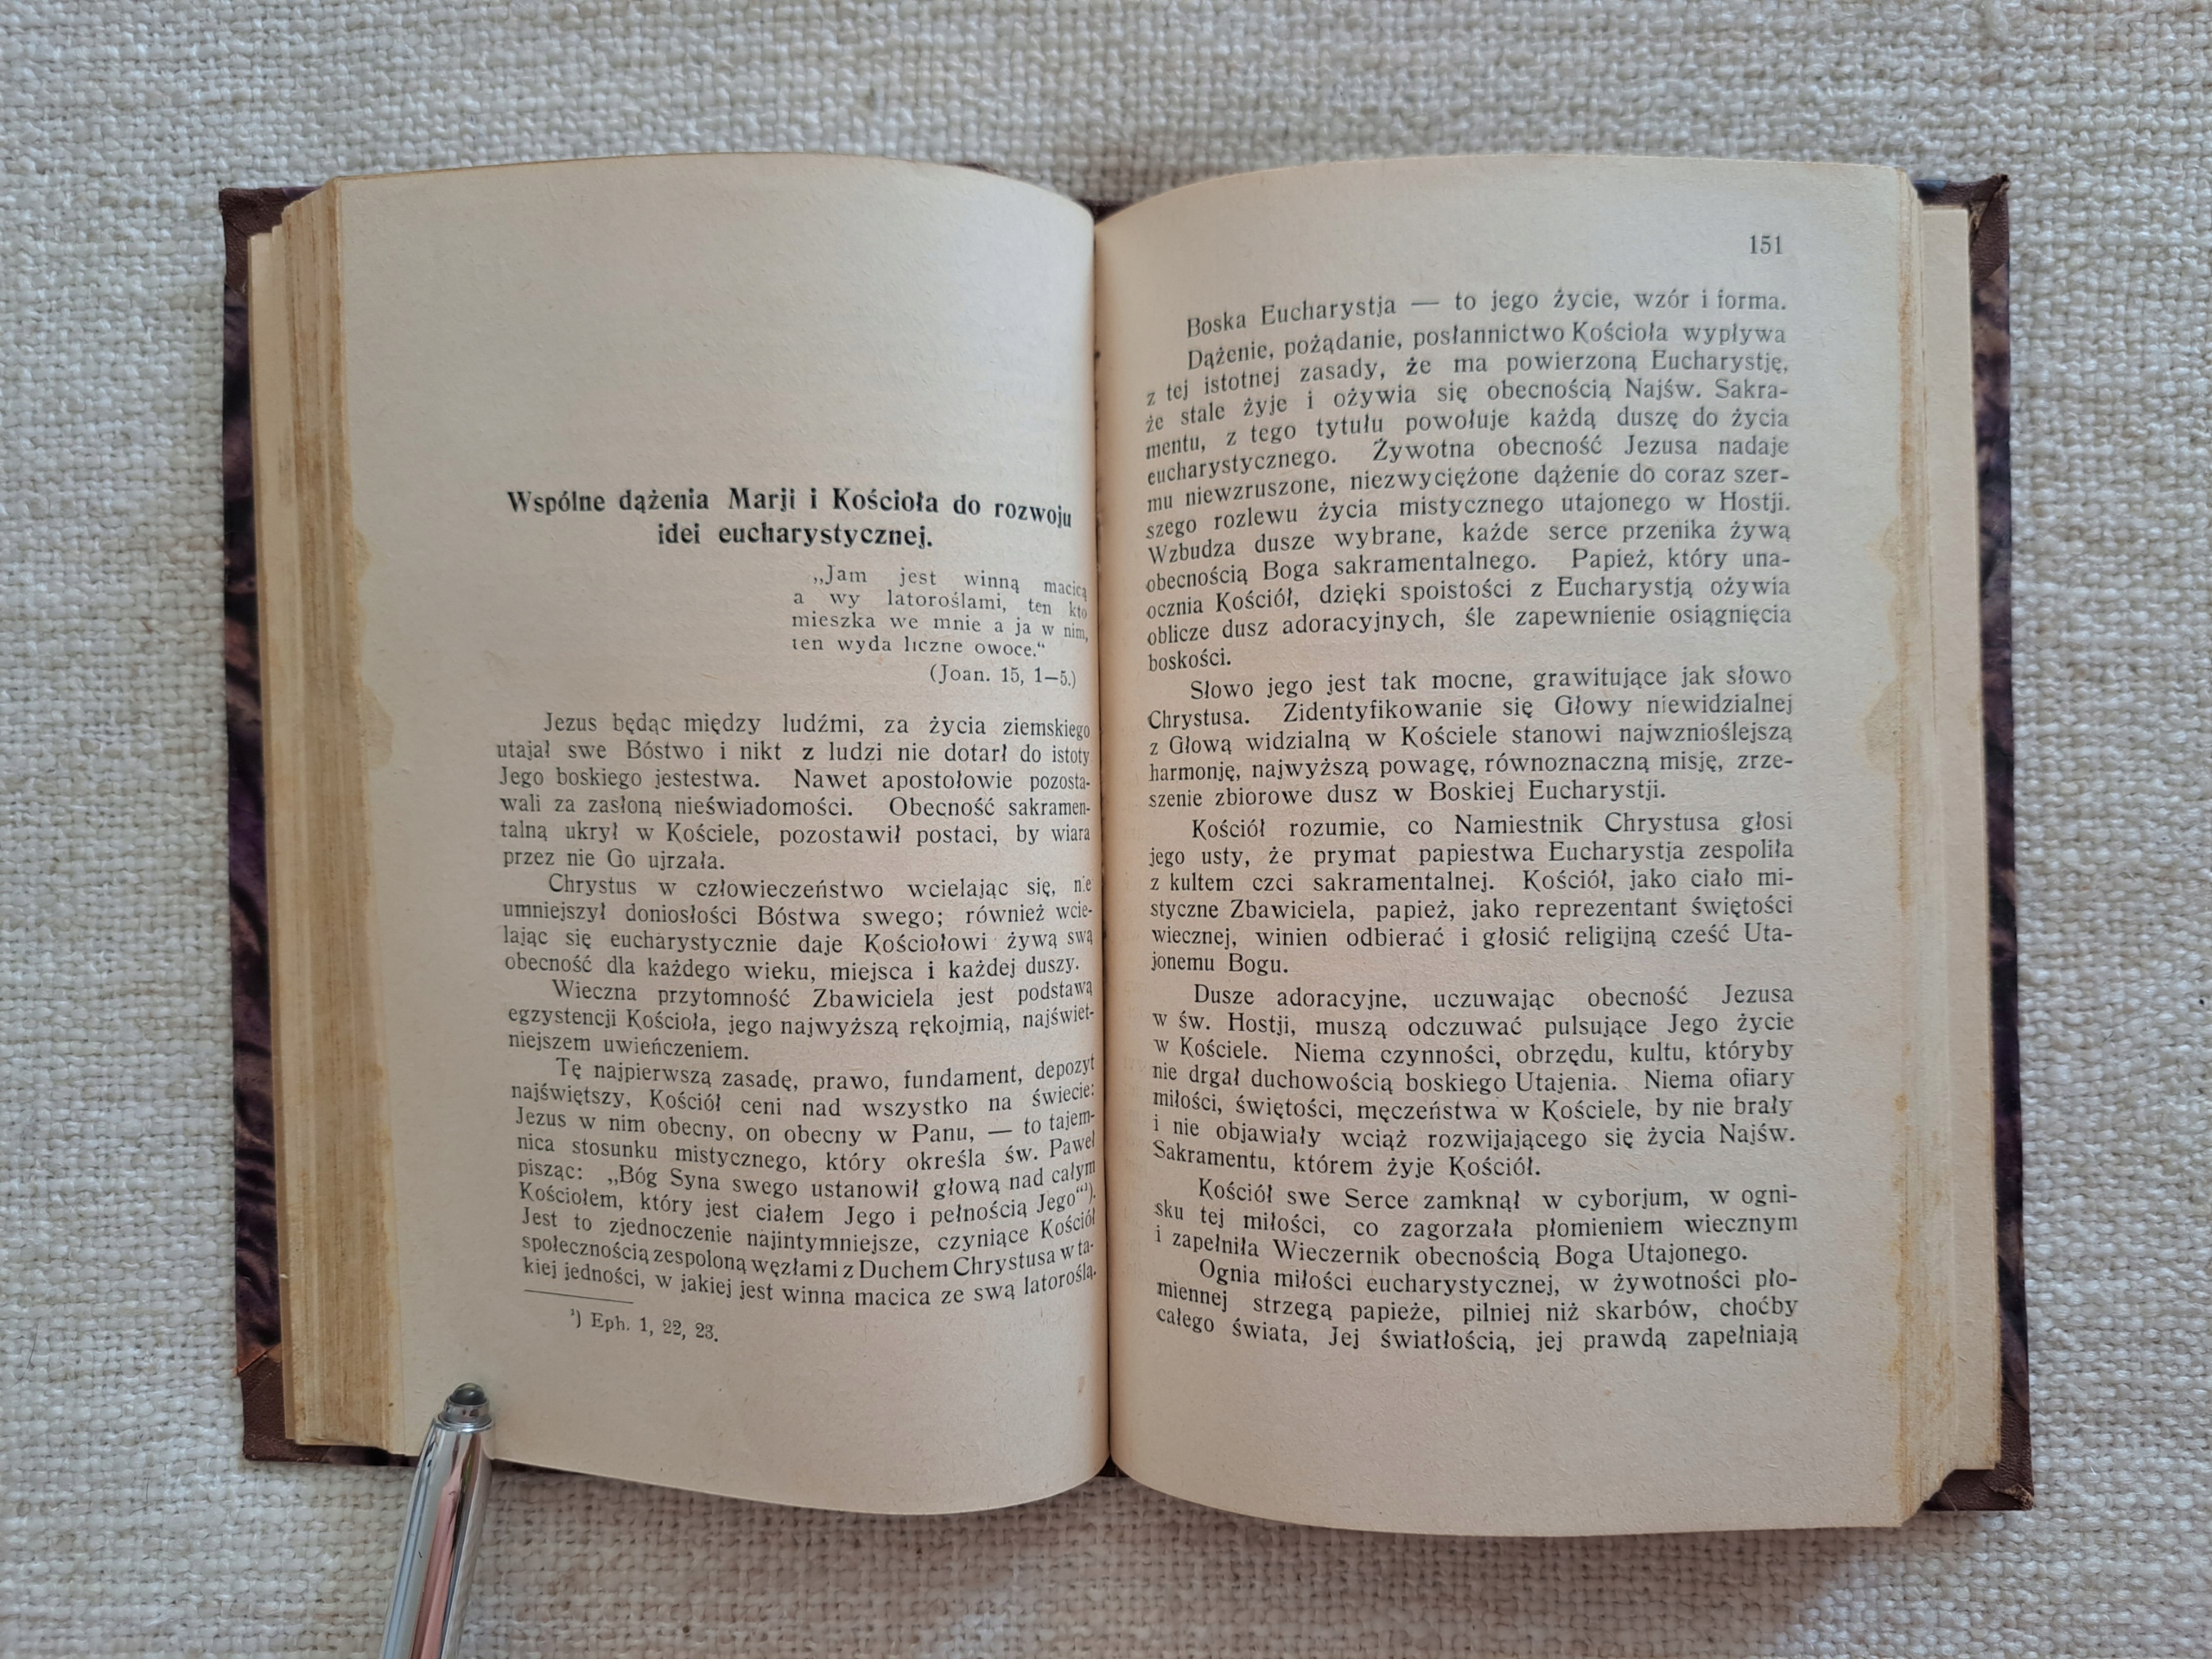 Wspólne dążenia Marji i Kościoła do rozwoju
idei eucharystycznej.
„Jam jest winną macicą
a wy latoroślami, ten kto
mieszka we mnie a ja w nim,
ten wyda liczne owoce.“
(Joan. 15, 1—5.)
Jezus będąc między ludźmi, za życia ziemskiego
utajał swe Bóstwo i nikt z ludzi nie dotarł do istoty
Jego boskiego jestestwa. Nawet apostołowie pozosta-
wali za zasłoną nieświadomości. Obecność sakramen-
talną ukrył w Kościele, pozostawił postaci, by wiara
przez nie Go ujrzała.
Chrystus w człowieczeństwo wcielając się, nie
umniejszył doniosłości Bóstwa swego; również wcie-
lając się eucharystycznie daje Kościołowi żywą swą
obecność dla każdego wieku, miejsca i każdej duszy.
Wieczna przytomność Zbawiciela jest podstawą
egzystencji Kościoła, jego najwyższą rękojmią, najświet-
niejszem uwieńczeniem.
Tę najpierwszą zasadę, prawo, fundament, depozyt
najświętszy, Kościół ceni nad wszystko na świecie:
Jezus w nim obecny, on obecny w Panu, — to tajem-
nica stosunku mistycznego, który określa św. Paweł
pisząc: „Bóg Syna swego ustanowił głową nad całym
Kościołem, który jest ciałem Jego i pełnością Jego“¹).
Jest to zjednoczenie najintymniejsze, czyniące Kościół
społecznością zespoloną węzłami z Duchem Chrystusa w ta-
kiej jedności, w jakiej jest winna macica ze swą latoroślą.
¹) Eph. 1, 22, 23.
151
Boska Eucharystja — to jego życie, wzór i forma.
Dążenie, pożądanie, posłannictwo Kościoła wypływa
z tej istotnej zasady, że ma powierzoną Eucharystję,
że stale żyje i ożywia się obecnością Najśw. Sakra-
mentu, z tego tytułu powołuje każdą duszę do życia
eucharystycznego. Żywotna obecność Jezusa nadaje
mu niewzruszone, niezwyciężone dążenie do coraz szer-
szego rozlewu życia mistycznego utajonego w Hostji.
Wzbudza dusze wybrane, każde serce przenika żywą
obecnością Boga sakramentalnego. Papież, który una-
ocznia Kościół, dzięki spoistości z Eucharystją ożywia
oblicze dusz adoracyjnych, śle zapewnienie osiągnięcia
boskości.
Słowo jego jest tak mocne, grawitujące jak słowo
Chrystusa. Zidentyfikowanie się Głowy niewidzialnej
z Głową widzialną w Kościele stanowi najwznioślejszą
harmonję, najwyższą powagę, równoznaczną misję, zrze-
szenie zbiorowe dusz w Boskiej Eucharystji.
Kościół rozumie, co Namiestnik Chrystusa głosi
jego usty, że prymat papiestwa Eucharystja zespoliła
z kultem czci sakramentalnej. Kościół, jako ciało mi-
styczne Zbawiciela, papież, jako reprezentant świętości
wiecznej, winien odbierać i głosić religijną cześć Uta-
jonemu Bogu.
Dusze adoracyjne, uczuwając obecność Jezusa
w św. Hostji, muszą odczuwać pulsujące Jego życie
w Kościele. Niema czynności, obrzędu, kultu, któryby
nie drgał duchowością boskiego Utajenia. Niema ofiary
miłości, świętości, męczeństwa w Kościele, by nie brały
i nie objawiały wciąż rozwijającego się życia Najśw.
Sakramentu, którem żyje Kościół.
Kościół swe Serce zamknął w cyborjum, w ogni-
sku tej miłości, co zagorzała płomieniem wiecznym
i zapełniła Wieczernik obecnością Boga Utajonego.
Ognia miłości eucharystycznej, w żywotności pło-
miennej strzegą papieże, pilniej niż skarbów, choćby
całego świata, Jej światłością, jej prawdą zapełniają